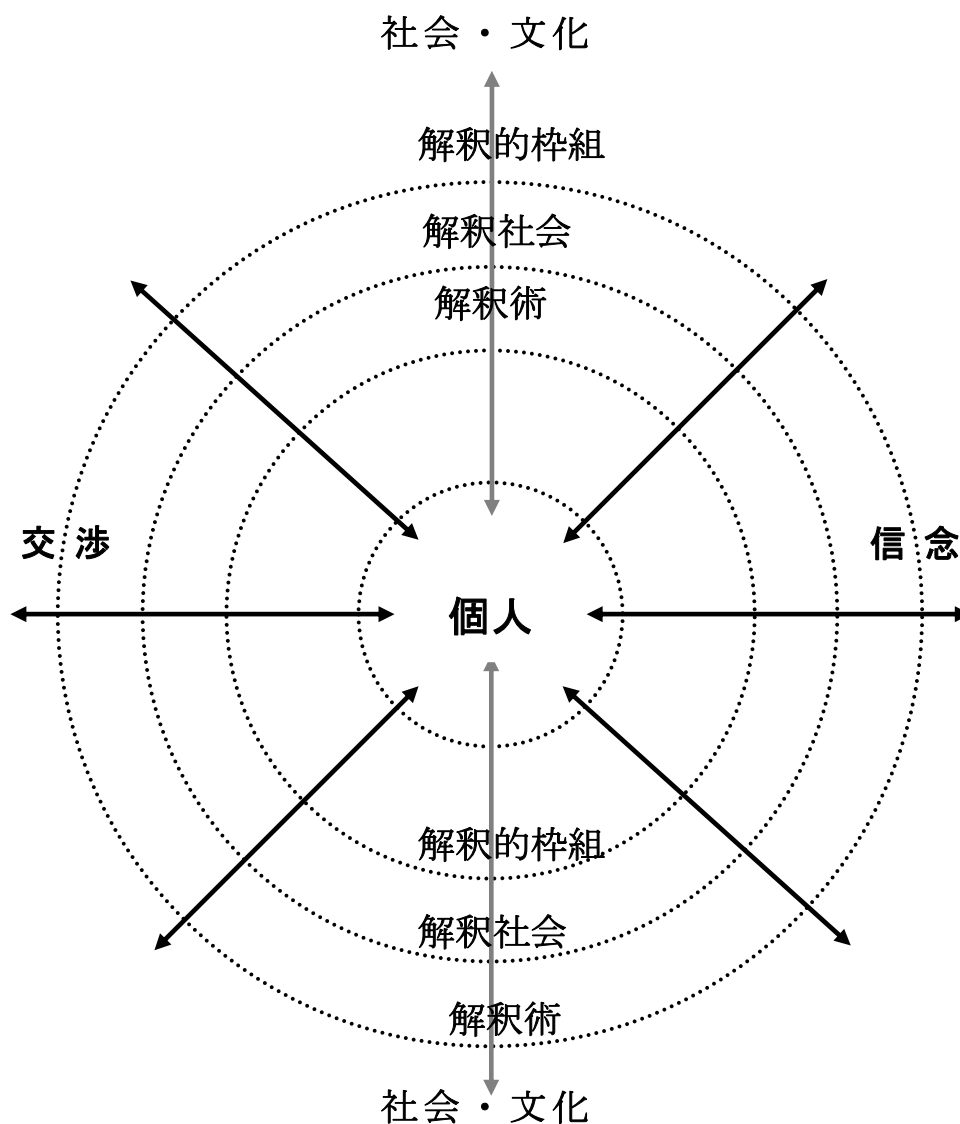 社会・文化
解釈的枠組
解釈社会
解釈術
交渉
信念
個人
解釈的枠組
解釈社会
解釈術
社会・文化